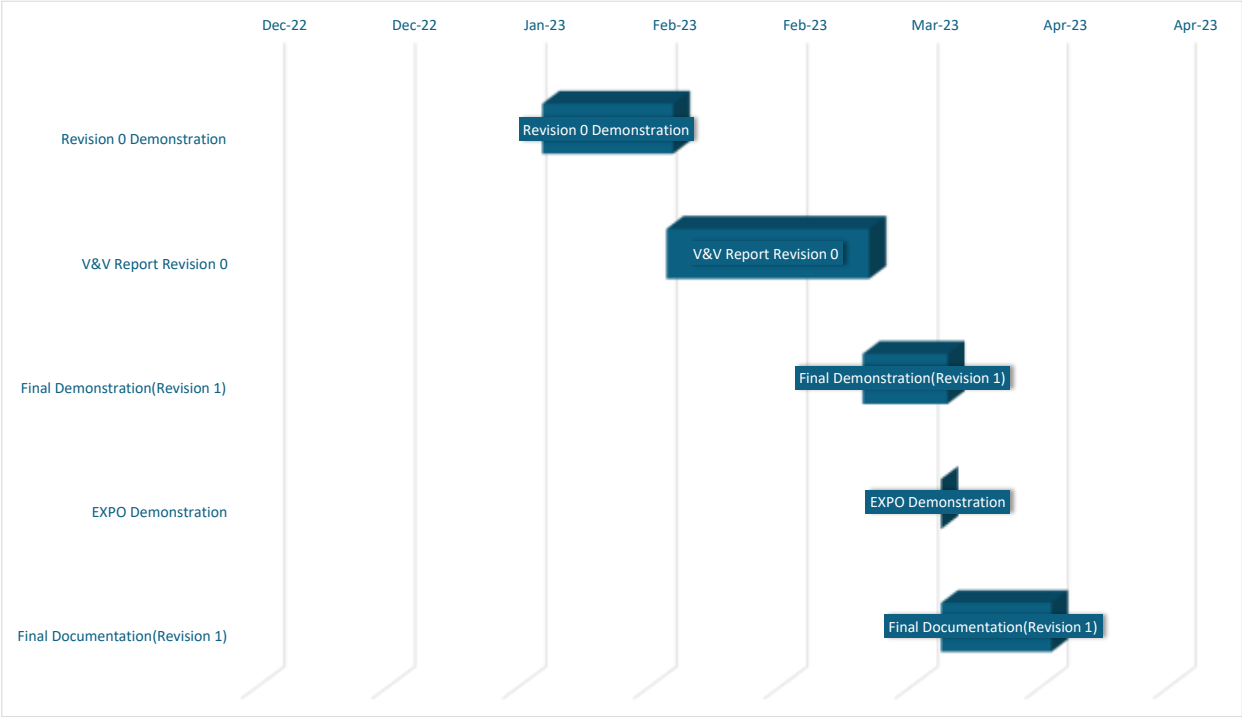 Dec-22 Dec-22 Jan-23 Feb-23 Feb-23 Mar-23 Apr-23 Apr-23
Revision 0 Demonstration Revision 0 Demonstration
V&V Report Revision 0 V&V Report Revision 0
Final Demonstration(Revision 1) Final Demonstration(Revision 1)
EXPO Demonstration EXPO Demonstration
Final Documentation(Revision 1) Final Documentation(Revision 1)